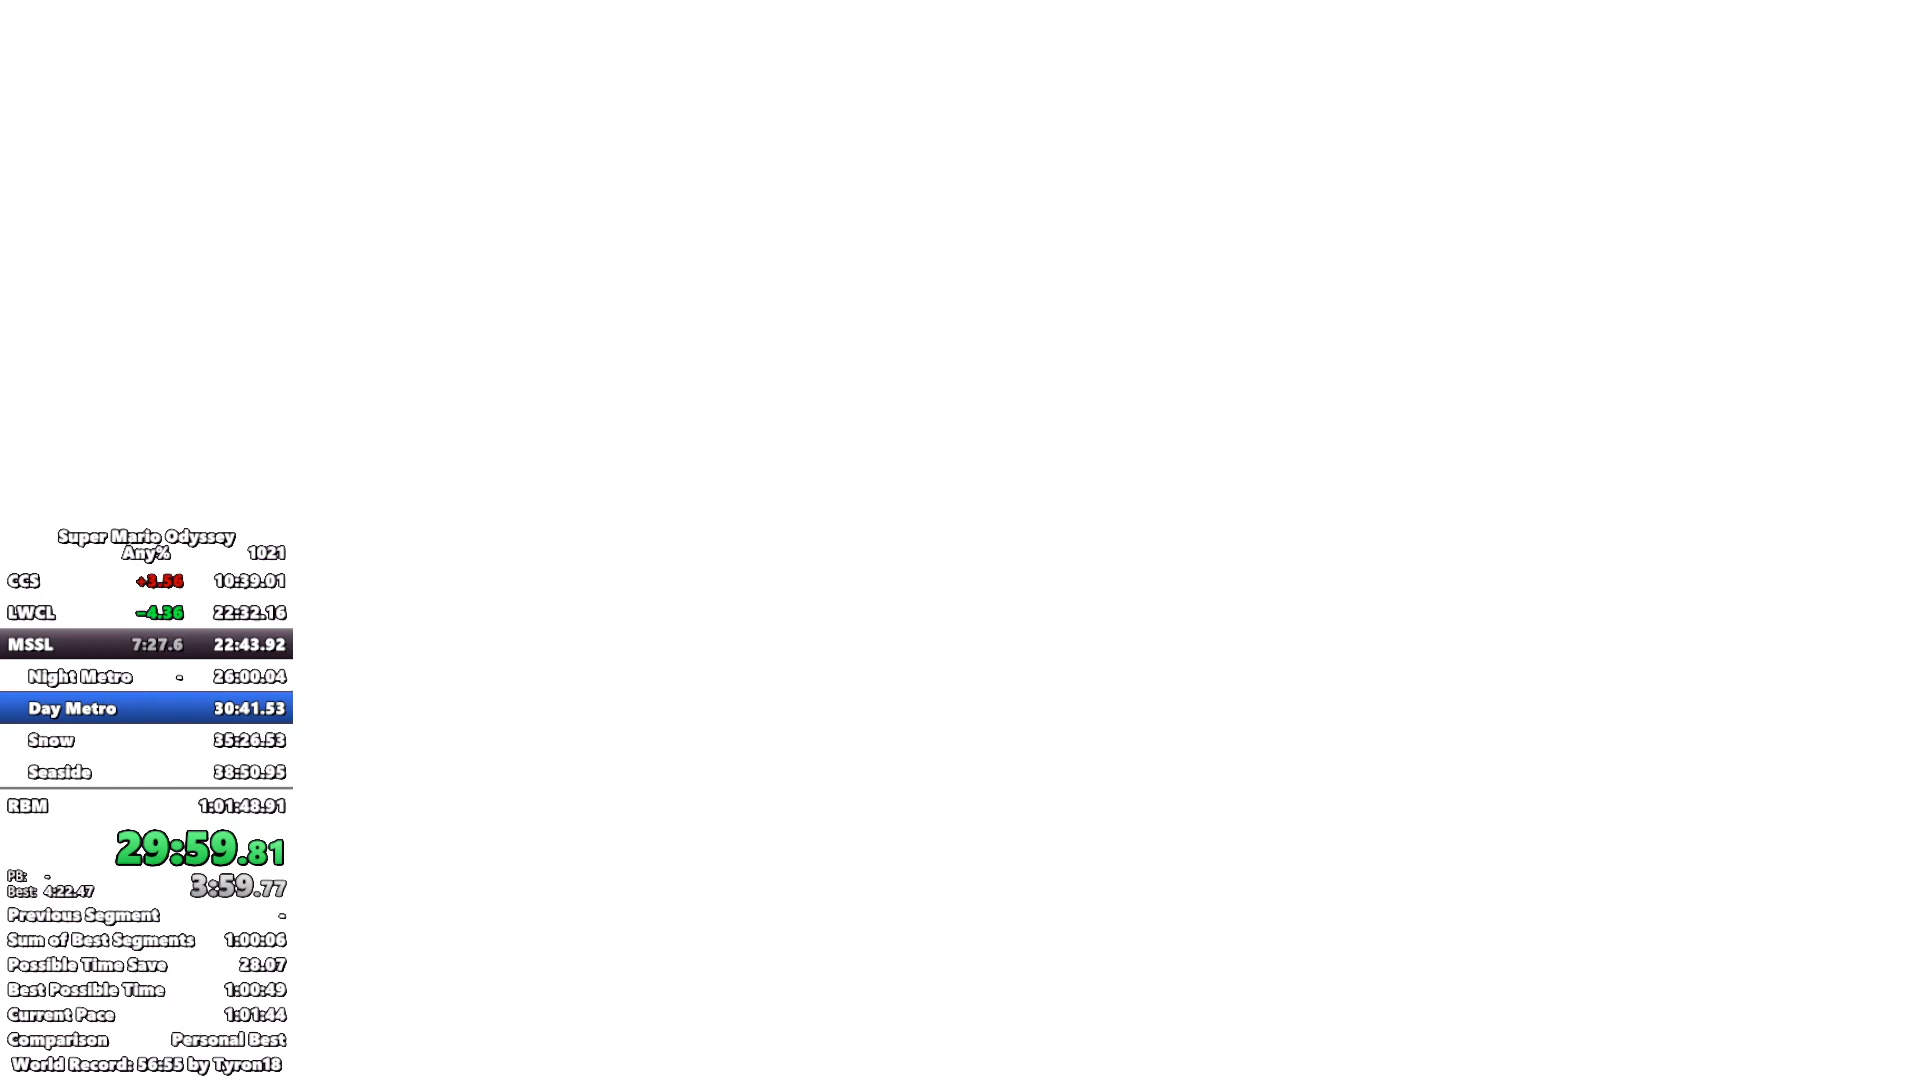 Super Mario Odyssey
Any% 1021
CCS +3.56 10:39.01
LWCL −4.36 22:32.16
MSSL 7:27.6 22:43.92
Night Metro - 26:00.04
Day Metro 30:41.53
Snow 35:26.53
Seaside 38:50.95
RBM 1:01:48.91
29:59.81
PB: -
Best: 4:22.47 3:59.77
Previous Segment -
Sum of Best Segments 1:00:06
Possible Time Save 28.07
Best Possible Time 1:00:49
Current Pace 1:01:44
Comparison Personal Best
World Record: 56:55 by Tyron18